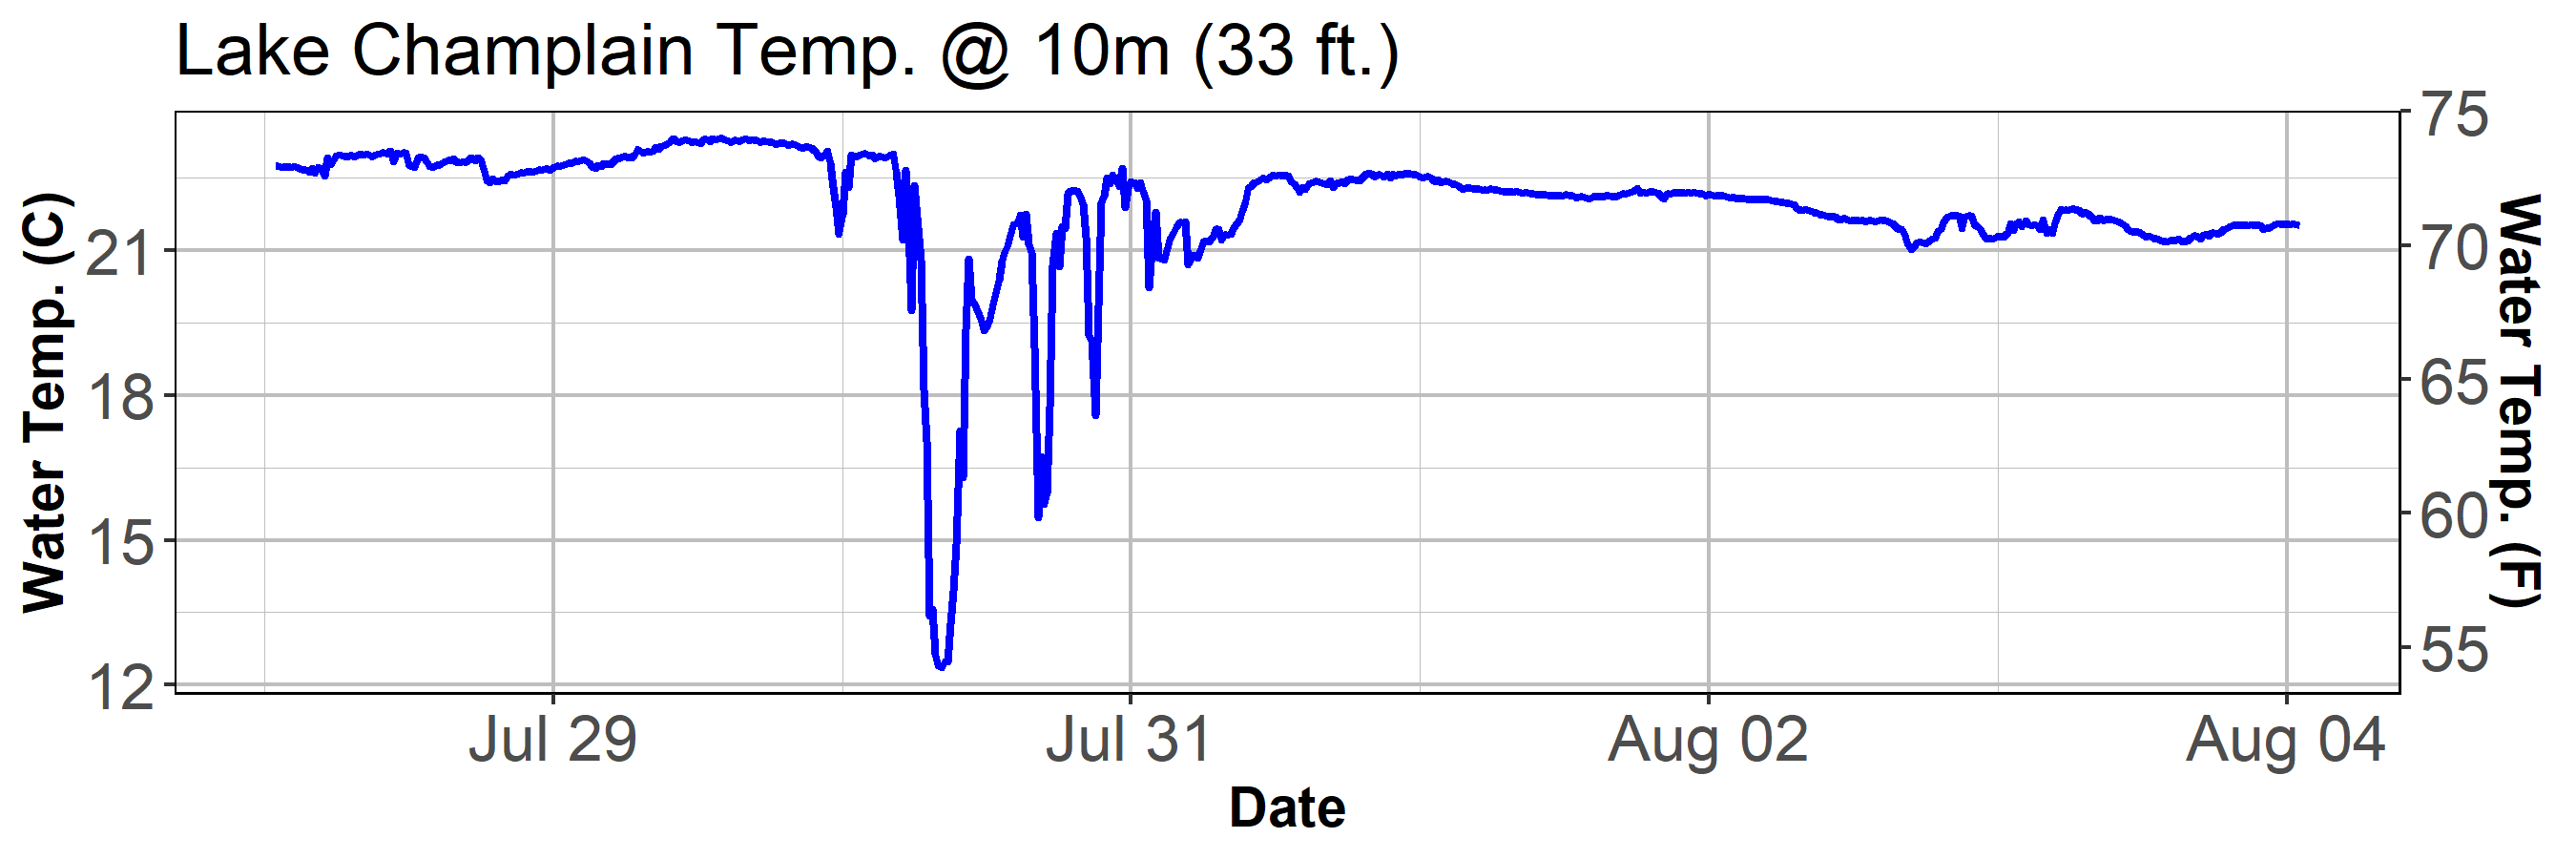 Lake Champlain Temp. @ 10m (33 ft.)
Water Temp. (C)
21
18
15
12
75
70
65
60
55
Water Temp. (F)
Jul 29
Jul 31
Aug 02
Aug 04
Date